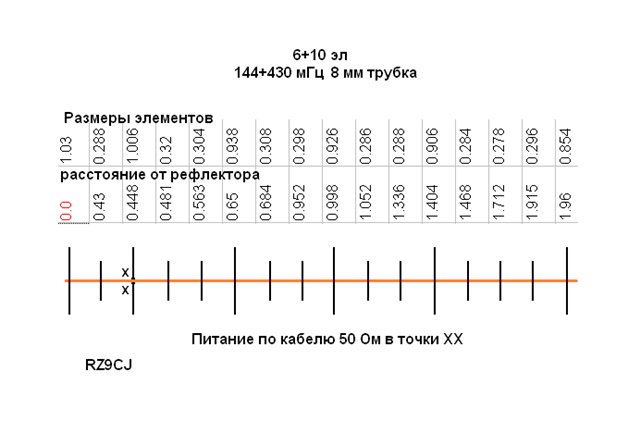 6+10 эл
144+430 мГц 8 мм трубка
Размеры элементов
1.03 0.288 1.006 0.32 0.304 0.938 0.308 0.298 0.926 0.286 0.288 0.906 0.284 0.278 0.296 0.854
расстояние от рефлектора
0.0 0.43 0.448 0.481 0.563 0.65 0.684 0.952 0.998 1.052 1.336 1.404 1.468 1.712 1.915 1.96
х
х
Питание по кабелю 50 Ом в точки ХХ
RZ9CJ